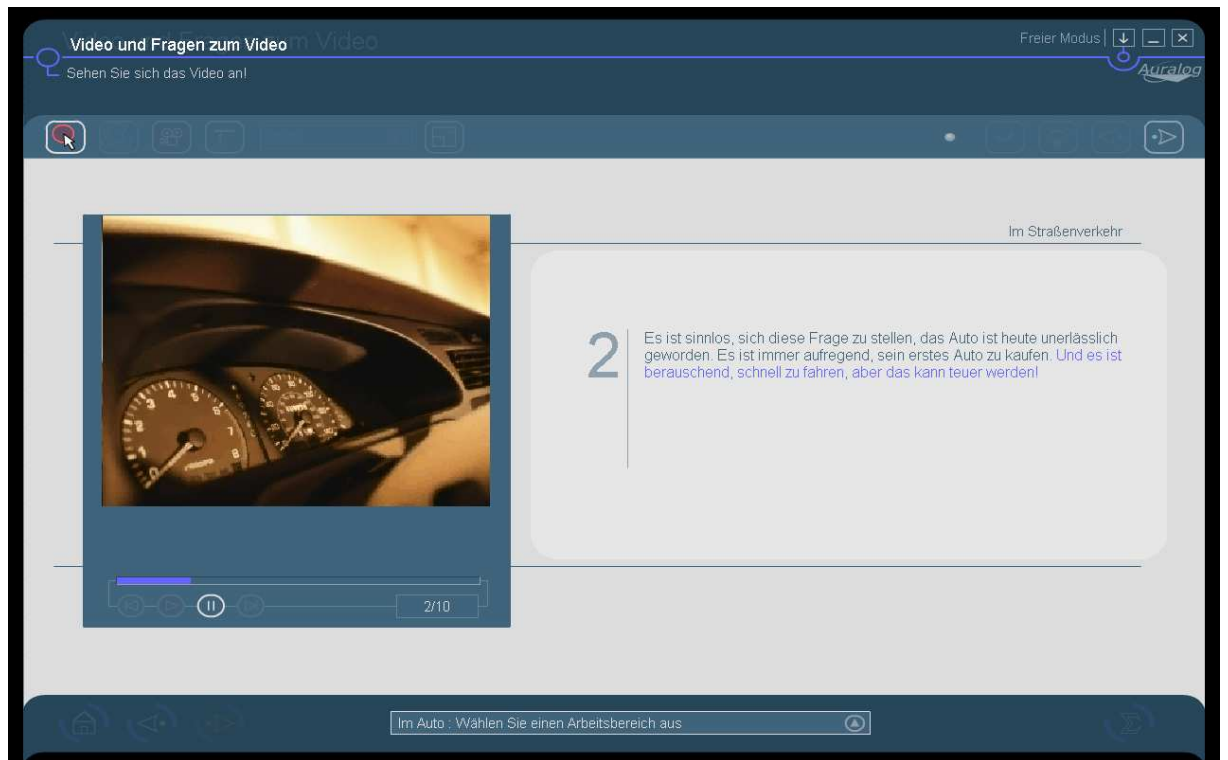 Video und Fragen zum Video
Freier Modus
Sehen Sie sich das Video an!
Auralog
Im Straßenverkehr
2
Es ist sinnlos, sich diese Frage zu stellen, das Auto ist heute unerlässlich
geworden. Es ist immer aufregend, sein erstes Auto zu kaufen. Und es ist
berauschend, schnell zu fahren, aber das kann teuer werden!
2/10
Im Auto : Wählen Sie einen Arbeitsbereich aus